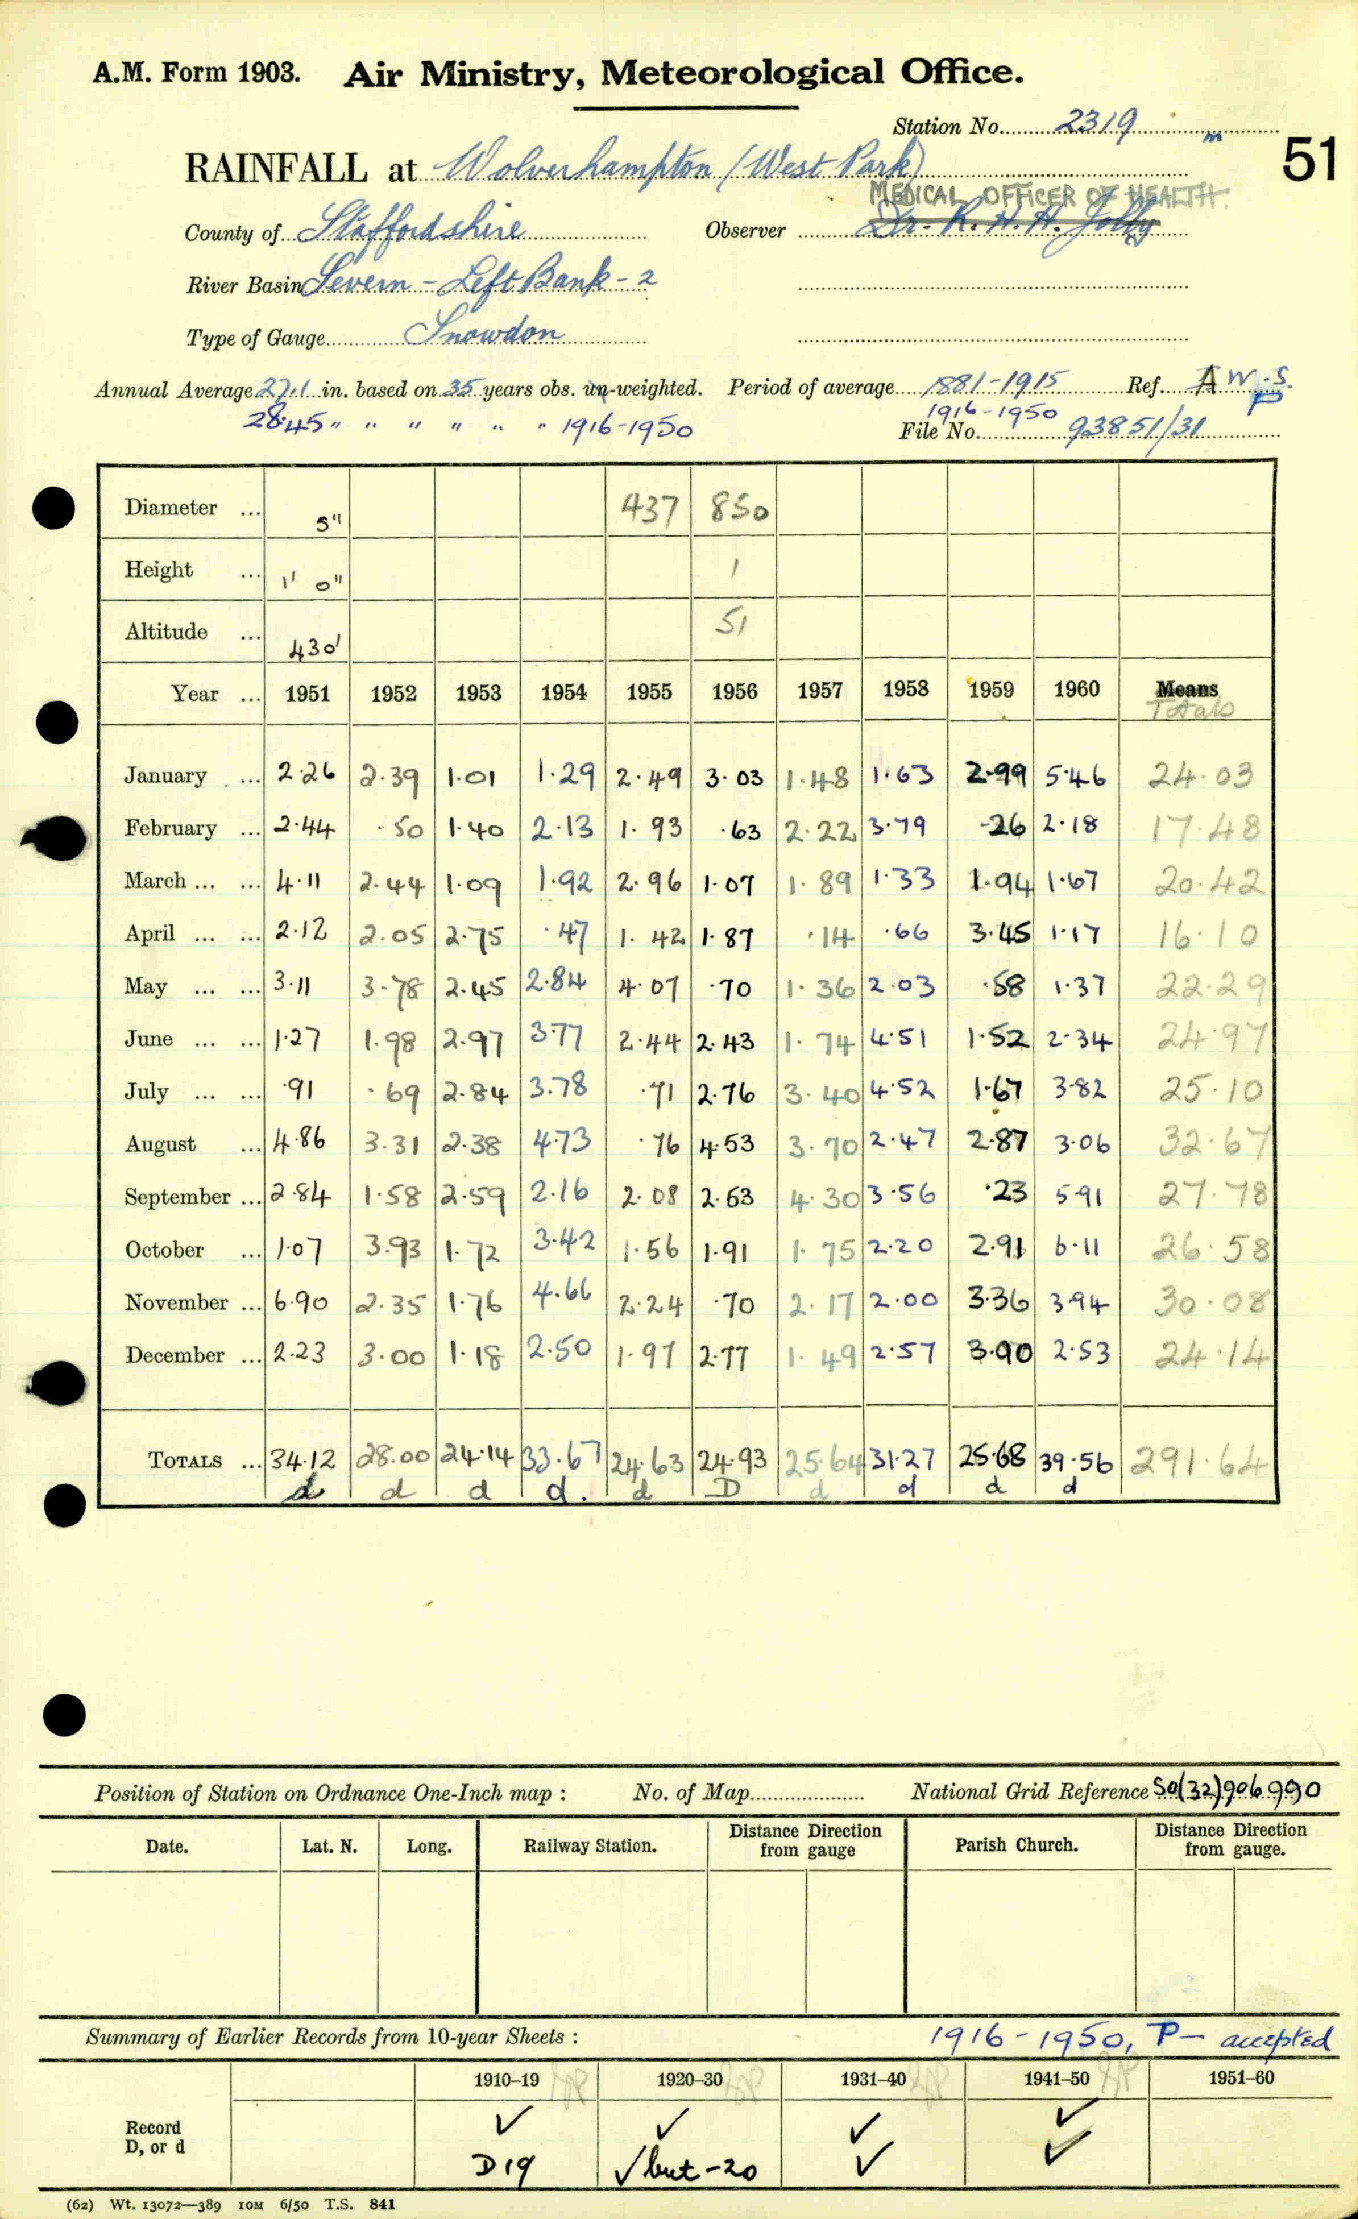 A.M. Form 1903. Air Ministry, Meteorological Office.
Station No. 2319 m
51
RAINFALL at Wolverhampton (West Park)
MEDICAL OFFICER OF HEALTH.
County of Staffordshire Observer Dr. R. H. H. Jolly
River Basin Severn - Left Bank - 2
Type of Gauge Snowdon
Annual Average 27.1 in. based on 35 years obs. un-weighted. Period of average 1881-1915 Ref. A W.S.
P
28.45 " " " " " " 1916-1950 1916-1950
File No. 93851/31
Diameter ... 5" 437 850
Height ... 1' 0" 1
Altitude ... 430' 51
Year ... 1951 1952 1953 1954 1955 1956 1957 1958 1959 1960 Means
Totals
January ... 2.26 2.39 1.01 1.29 2.49 3.03 1.48 1.63 2.99 5.46 24.03
February ... 2.44 .50 1.40 2.13 1.93 .63 2.22 3.79 .26 2.18 17.48
March ... ... 4.11 2.44 1.09 1.92 2.96 1.07 1.89 1.33 1.94 1.67 20.42
April ... ... 2.12 2.05 2.75 .47 1.42 1.87 .14 .66 3.45 1.17 16.10
May ... ... 3.11 3.78 2.45 2.84 4.07 .70 1.36 2.03 .58 1.37 22.29
June ... ... 1.27 1.98 2.97 3.77 2.44 2.43 1.74 4.51 1.52 2.34 24.97
July ... ... .91 .69 2.84 3.78 .71 2.76 3.40 4.52 1.67 3.82 25.10
August ... 4.86 3.31 2.38 4.73 .76 4.53 3.70 2.47 2.87 3.06 32.67
September ... 2.84 1.58 2.59 2.16 2.08 2.53 4.30 3.56 .23 5.91 27.78
October ... 1.07 3.93 1.72 3.42 1.56 1.91 1.75 2.20 2.91 6.11 26.58
November ... 6.90 2.35 1.76 4.66 2.24 .70 2.17 2.00 3.36 3.94 30.08
December ... 2.23 3.00 1.18 2.50 1.97 2.77 1.49 2.57 3.90 2.53 24.14
TOTALS ... 34.12 28.00 24.14 33.67 24.63 24.93 25.64 31.27 25.68 39.56 291.64
d d d d. d D d d d d
Position of Station on Ordnance One-Inch map : No. of Map National Grid Reference SO(32)906990
Date. Lat. N. Long. Railway Station. Distance Direction from gauge Parish Church. Distance Direction from gauge.
Summary of Earlier Records from 10-year Sheets : 1916-1950, P- accepted
1910–19 1920–30 1931–40 1941–50 1951–60
Record ✓ ✓ ✓ ✓
D, or d D19 ✓ but -20 ✓ ✓
(62) Wt. 13072—389 10M 6/50 T.S. 841